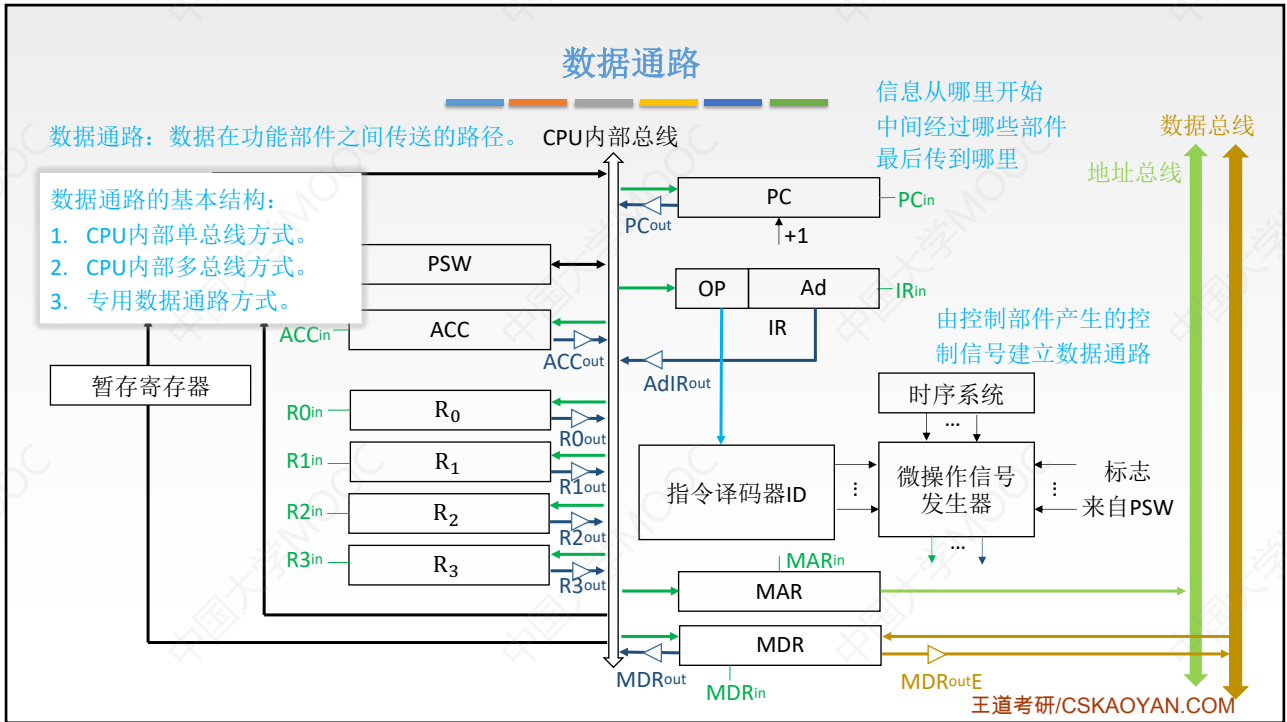 数据通路
数据通路：数据在功能部件之间传送的路径。
CPU内部总线
信息从哪里开始
中间经过哪些部件
最后传到哪里
数据总线
地址总线
数据通路的基本结构：
1. CPU内部单总线方式。
2. CPU内部多总线方式。
3. 专用数据通路方式。
PC
PCin
PCout
+1
PSW
OP
Ad
IRin
IR
ACCin
ACC
ACCout
AdIRout
由控制部件产生的控
制信号建立数据通路
暂存寄存器
时序系统
...
R0in
R0
R0out
R1in
R1
R1out
指令译码器ID
...
微操作信号
发生器
...
标志
来自PSW
R2in
R2
R2out
...
R3in
R3
R3out
MARin
MAR
MDR
MDRout
MDRin
MDRoutE
王道考研/CSKAOYAN.COM
中国大学MOOC